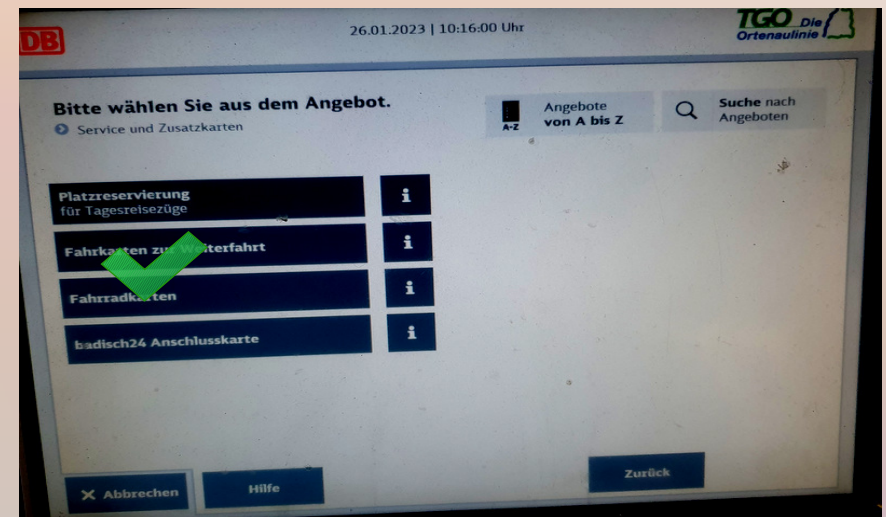 DB
26.01.2023 | 10:16:00 Uhr
TGO Die
Ortenaulinie
Bitte wählen Sie aus dem Angebot.
Service und Zusatzkarten
A-Z
Angebote
von A bis Z
Suche nach
Angeboten
Platzreservierung
für Tagesreisezüge
i
Fahrkarten zur Weiterfahrt
i
Fahrradkarten
i
badisch24 Anschlusskarte
i
Abbrechen
Hilfe
Zurück